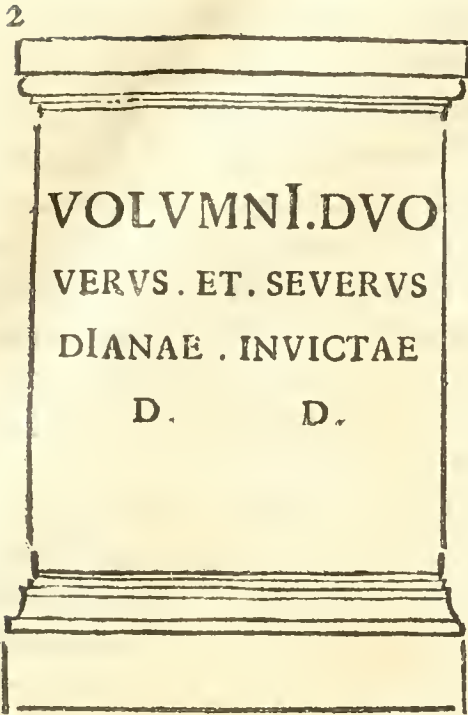 2
VOLVMNI.DVO
VERVS . ET . SEVERVS
DIANAE . INVICTAE
D. D.